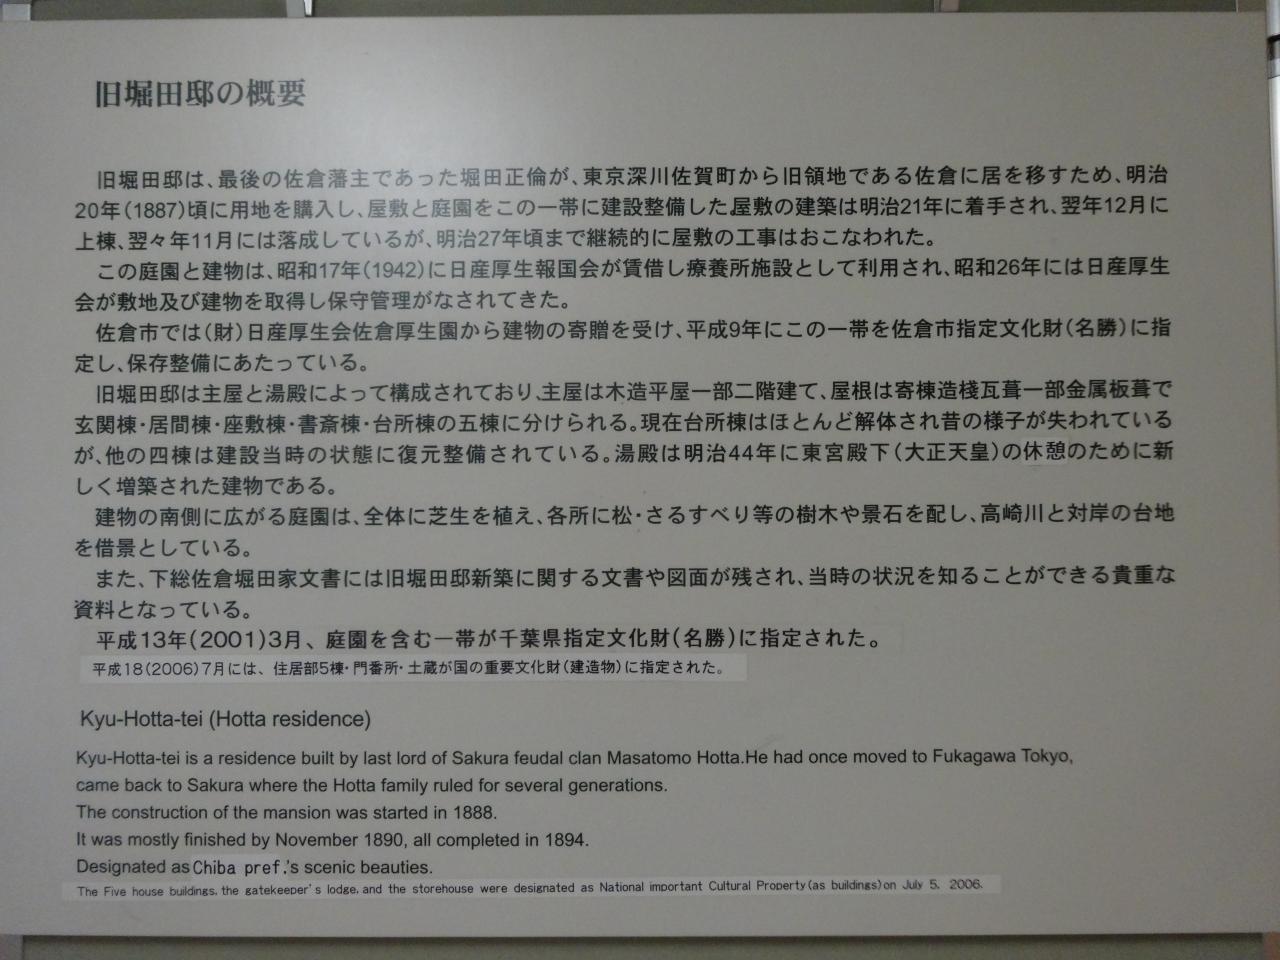 旧堀田邸の概要
旧堀田邸は、最後の佐倉藩主であった堀田正倫が、東京深川佐賀町から旧領地である佐倉に居を移すため、明治
20年(1887)頃に用地を購入し、屋敷と庭園をこの一帯に建設整備した。屋敷の建築は明治21年に着手され、翌年12月に
上棟、翌々年11月には落成しているが、明治27年頃まで継続的に屋敷の工事はおこなわれた。
この庭園と建物は、昭和17年(1942)に日産厚生報国会が賃借し療養所施設として利用され、昭和26年には日産厚生
会が敷地及び建物を取得し保守管理がなされてきた。
佐倉市では(財)日産厚生会佐倉厚生園から建物の寄贈を受け、平成9年にこの一帯を佐倉市指定文化財(名勝)に指
定し、保存整備にあたっている。
旧堀田邸は主屋と湯殿によって構成されており、主屋は木造平屋一部二階建て、屋根は寄棟造棧瓦葺一部金属板葺で
玄関棟・居間棟・座敷棟・書斎棟・台所棟の五棟に分けられる。現在台所棟はほとんど解体され昔の様子が失われている
が、他の四棟は建設当時の状態に復元整備されている。湯殿は明治44年に東宮殿下(大正天皇)の休憩のために新
しく増築された建物である。
建物の南側に広がる庭園は、全体に芝生を植え、各所に松・さるすべり等の樹木や景石を配し、高崎川と対岸の台地
を借景としている。
また、下総佐倉堀田家文書には旧堀田邸新築に関する文書や図面が残され、当時の状況を知ることができる貴重な
資料となっている。
平成13年(2001)3月、庭園を含む一帯が千葉県指定文化財(名勝)に指定された。
平成18(2006)7月には、住居部5棟・門番所・土蔵が国の重要文化財(建造物)に指定された。
Kyu-Hotta-tei (Hotta residence)
Kyu-Hotta-tei is a residence built by last lord of Sakura feudal clan Masatomo Hotta.He had once moved to Fukagawa Tokyo,
came back to Sakura where the Hotta family ruled for several generations.
The construction of the mansion was started in 1888.
It was mostly finished by November 1890, all completed in 1894.
Designated as Chiba pref.'s scenic beauties.
The Five house buildings, the gatekeeper's lodge, and the storehouse were designated as National important Cultural Property(as buildings)on July 5, 2006.